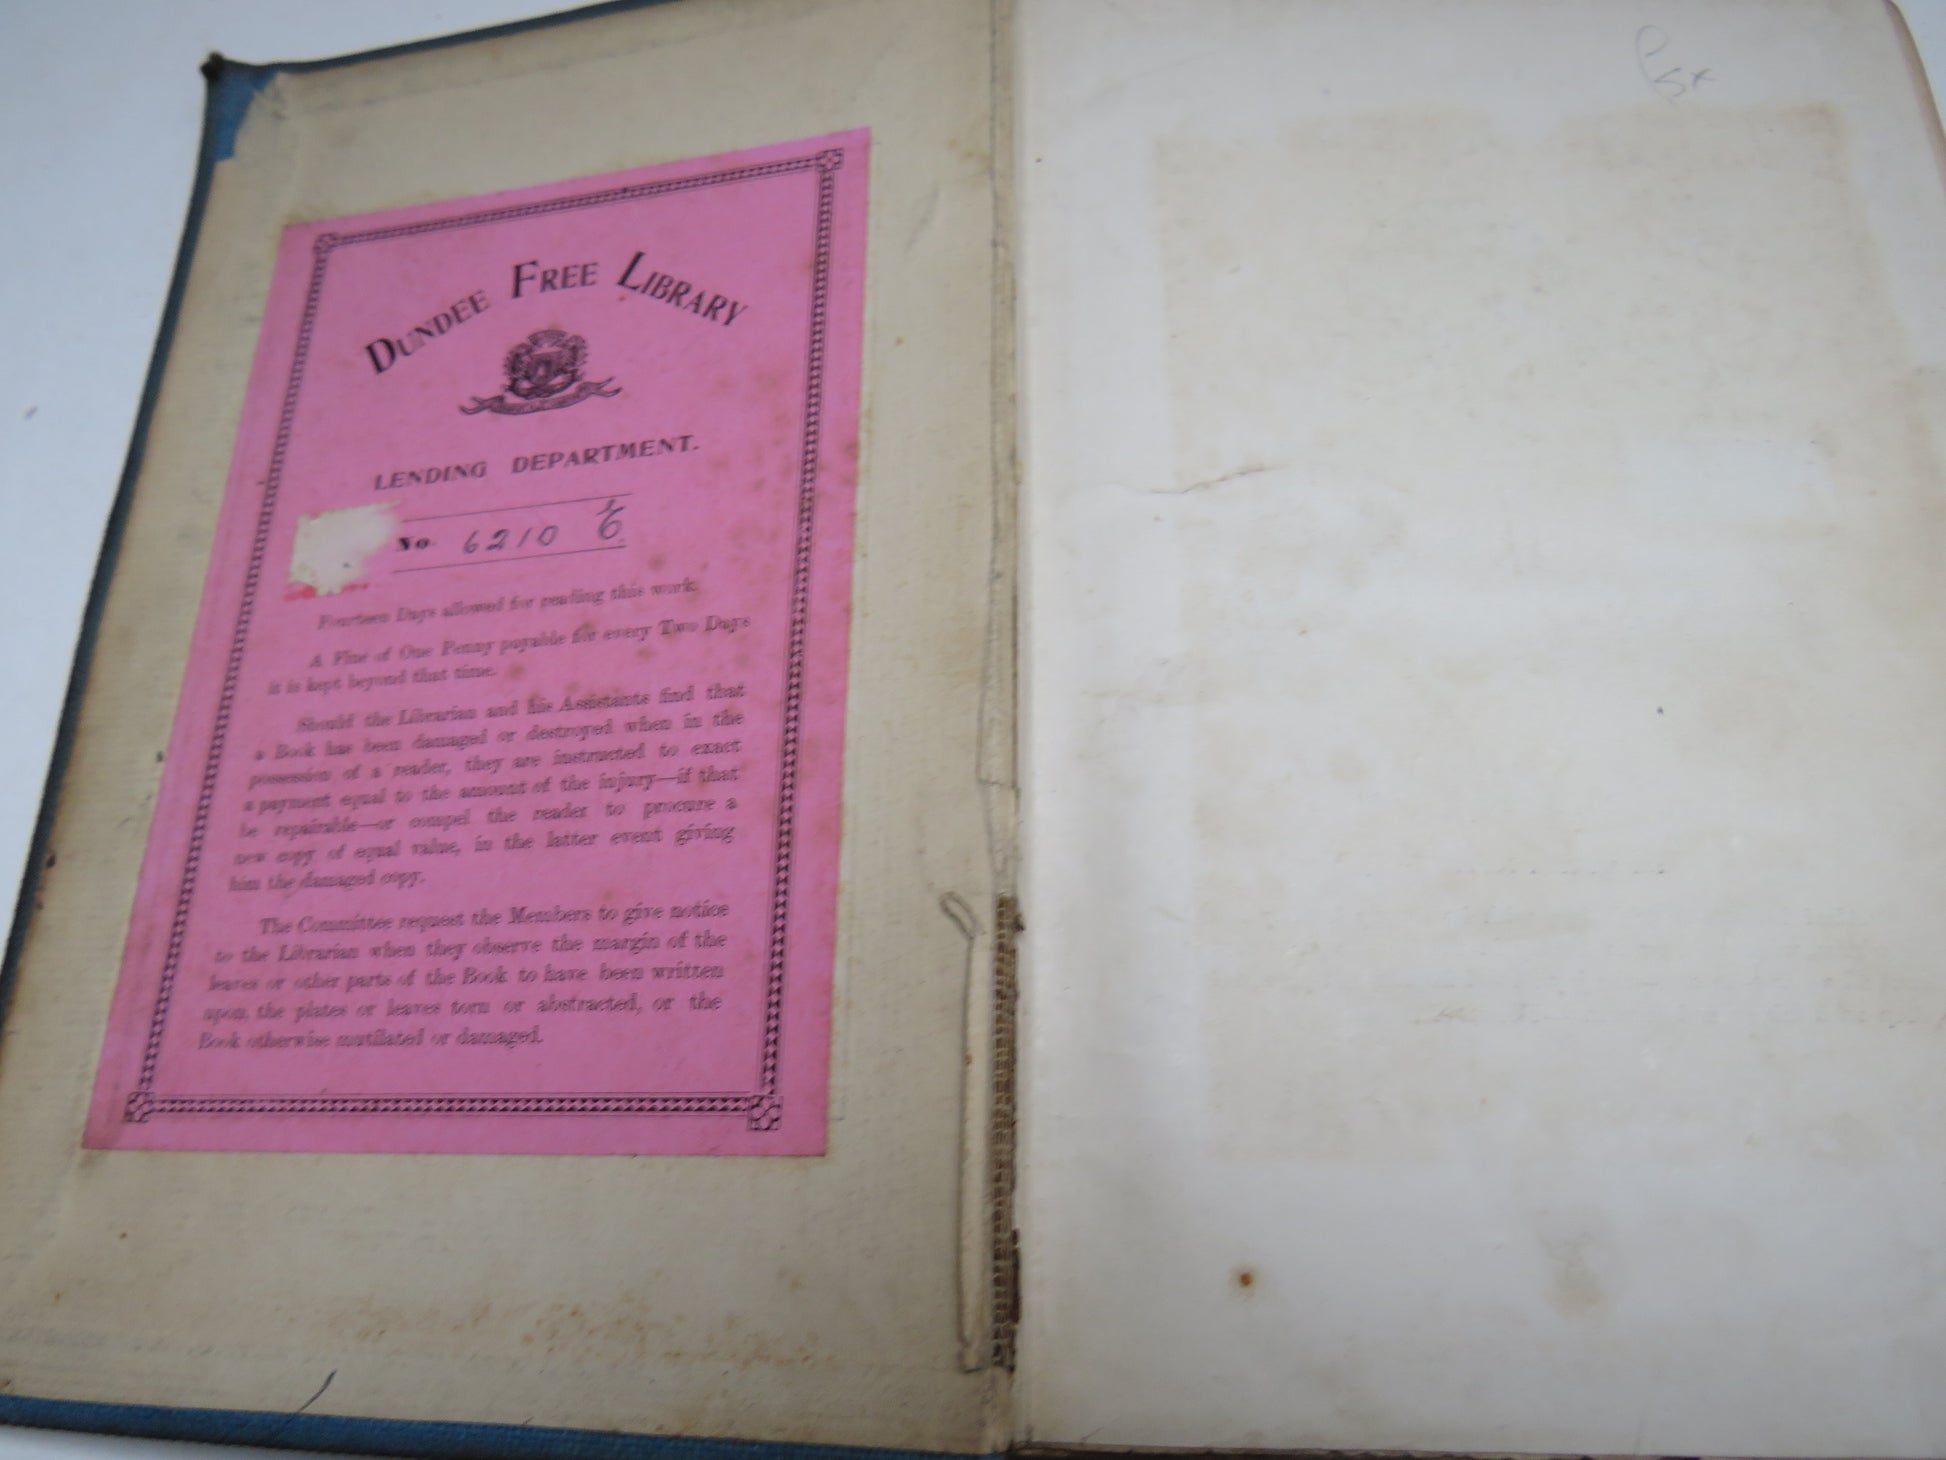 DUNDEE FREE LIBRARY
LENDING DEPARTMENT.
No 6210 E
Fourteen Days allowed for reading this work.
A Fine of One Penny payable for every Two Days
it is kept beyond that time.
Should the Librarian and his Assistants find that
a Book has been damaged or destroyed when in the
possession of a reader, they are instructed to exact
a payment equal to the amount of the injury—if that
be repairable—or compel the reader to procure a
new copy of equal value, in the latter event giving
him the damaged copy.
The Committee request the Members to give notice
to the Librarian when they observe the margin of the
leaves or other parts of the Book to have been written
upon, the plates or leaves torn or abstracted, or the
Book otherwise mutilated or damaged.